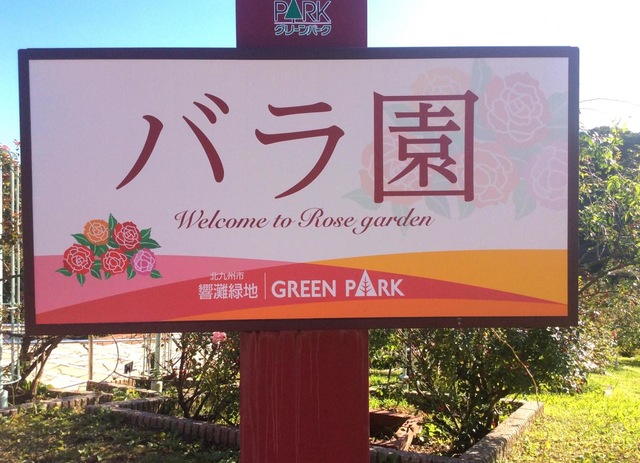 PARK
グリーンパーク
バラ園
Welcome to Rose garden
北九州市
響灘緑地 GREEN PARK